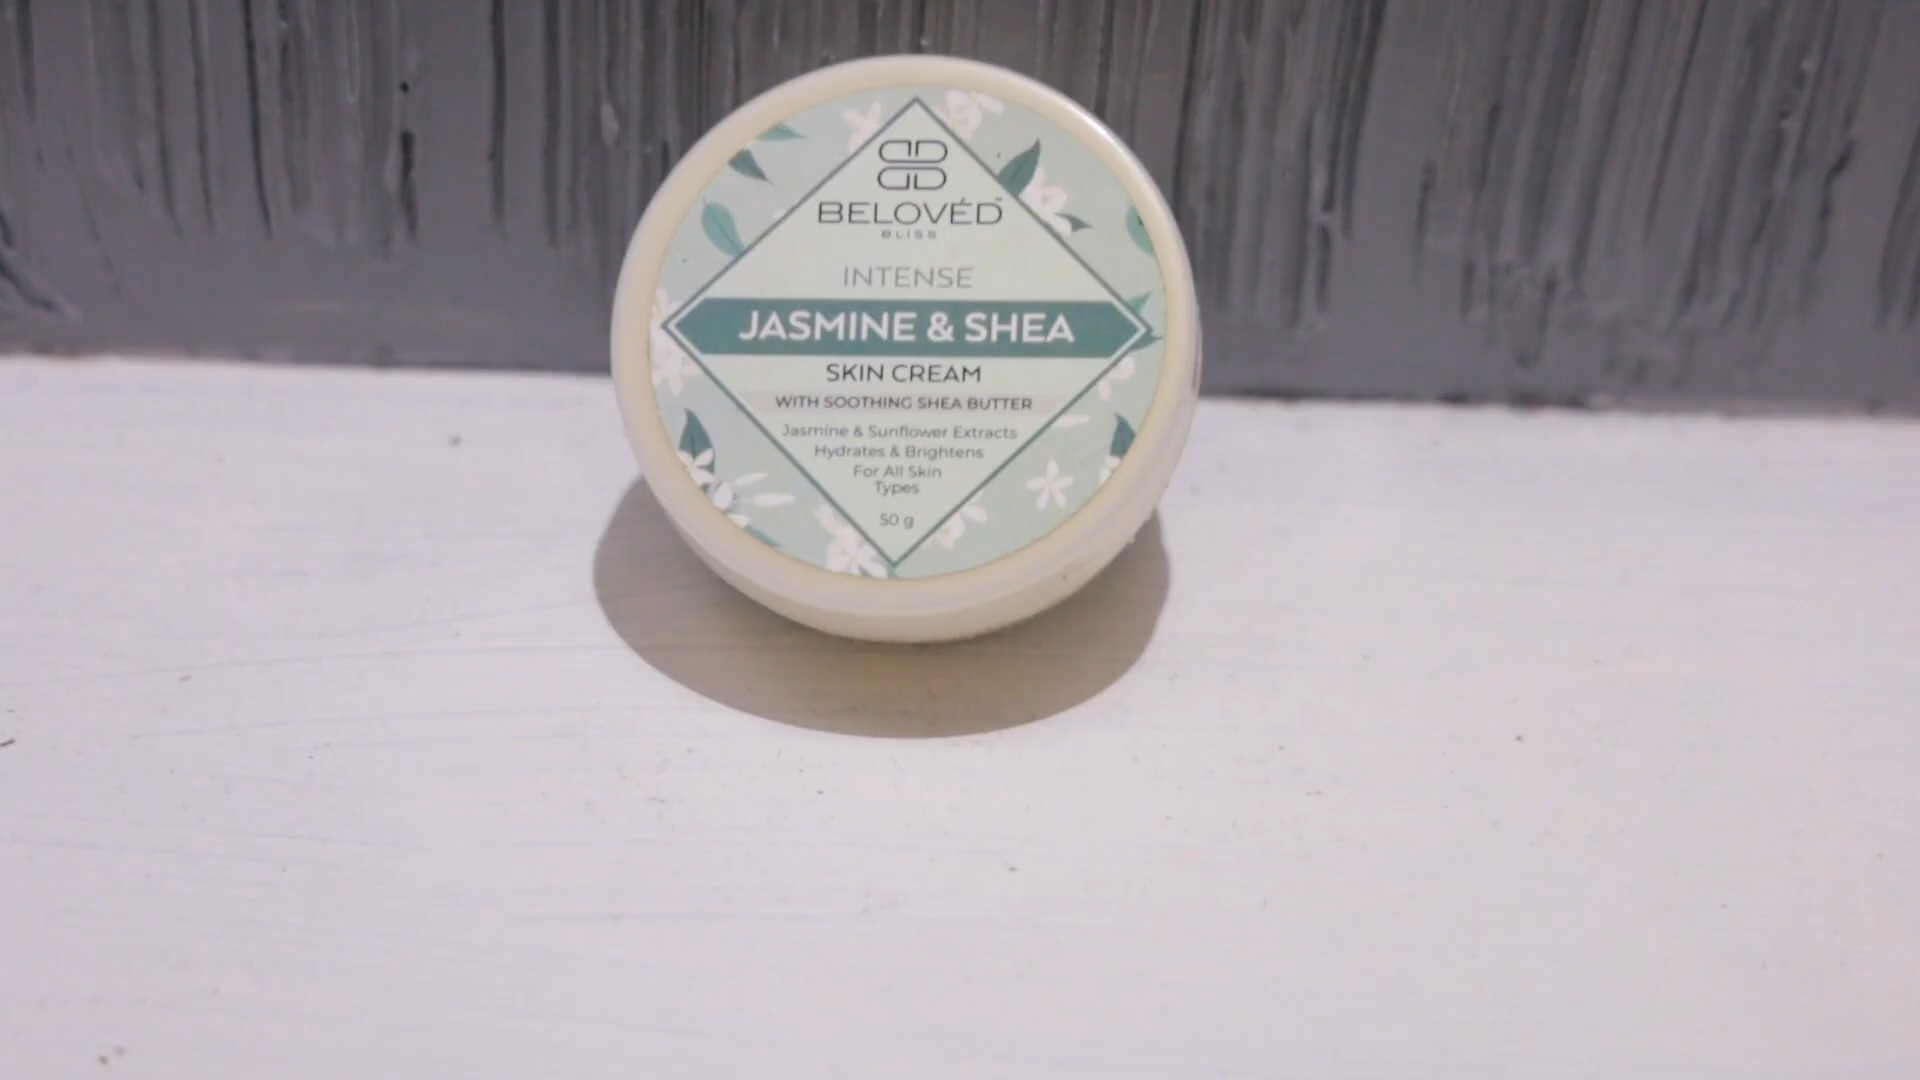 BELOVÉD™
BLISS
INTENSE
JASMINE & SHEA
SKIN CREAM
WITH SOOTHING SHEA BUTTER
Jasmine & Sunflower Extracts
Hydrates & Brightens
For All Skin
Types
50 g